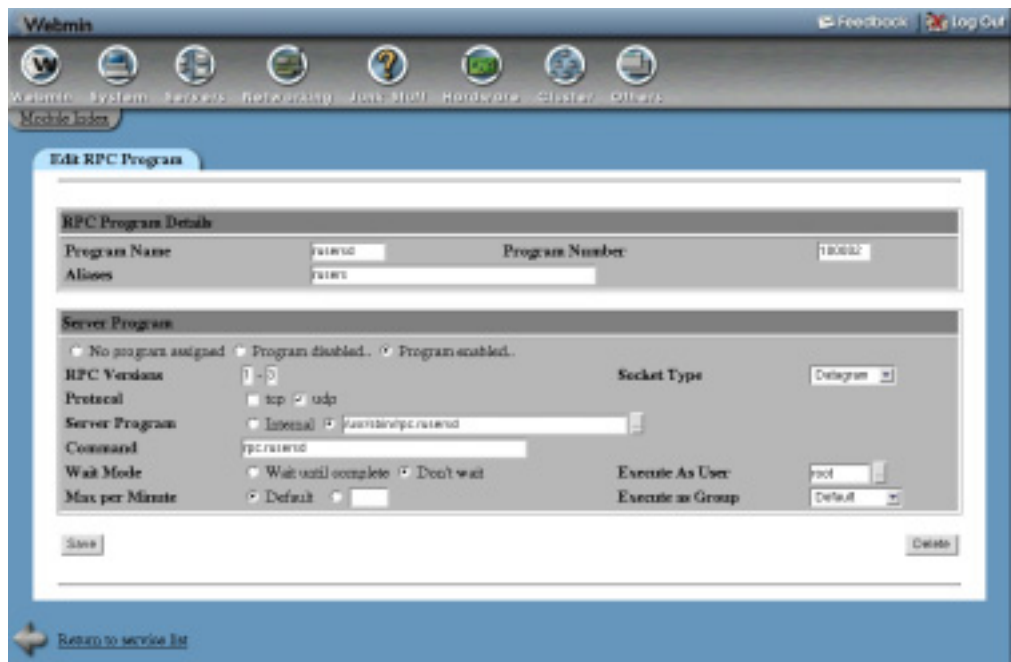 Webmin
Feedback
Log Out
Webmin System Servers Networking Junk Stuff Hardware Cluster Others
Module Index
Edit RPC Program
RPC Program Details
Program Name rusersd Program Number 100002
Aliases rusers
Server Program
No program assigned Program disabled.. Program enabled..
RPC Versions 1 - 3 Socket Type Datagram
Protocol tcp udp
Server Program Internal /usr/sbin/rpc.rusersd ...
Command rpc.rusersd
Wait Mode Wait until complete Don't wait Execute As User root ...
Max per Minute Default Execute as Group Default
Save Delete
Return to service list